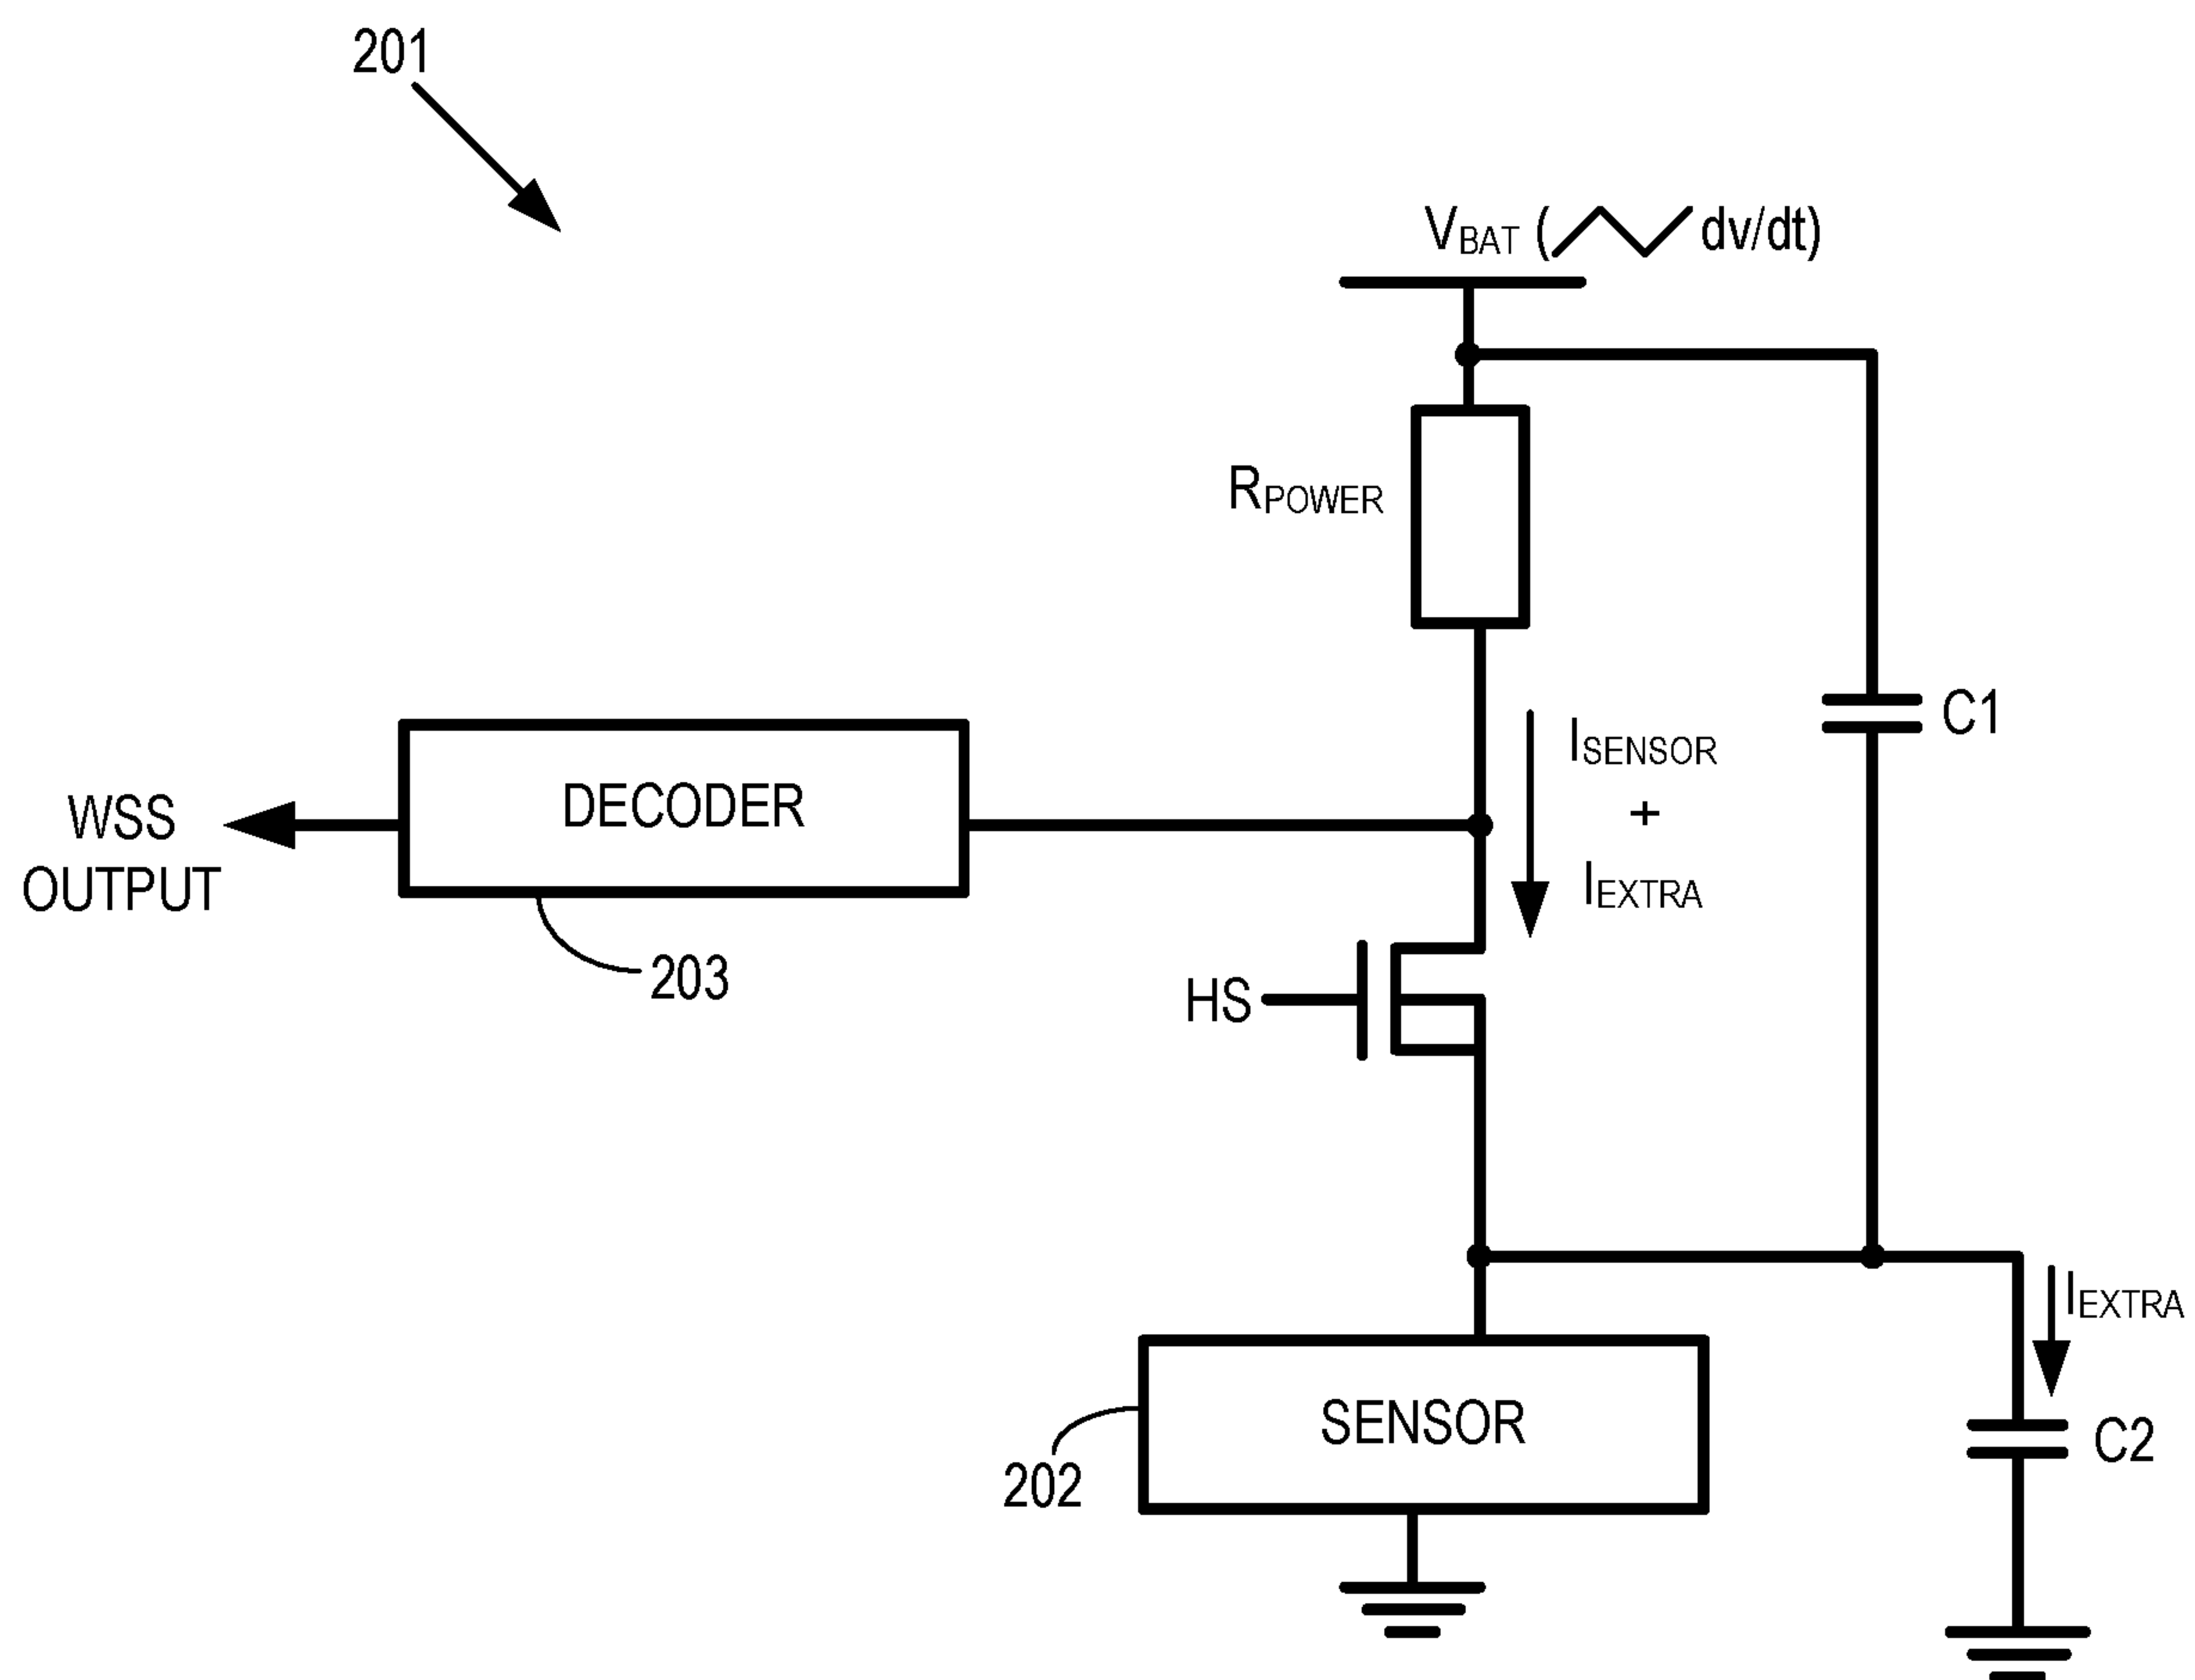 201
VBAT ( dv/dt)
RPOWER
C1
ISENSOR
+
IEXTRA
DECODER
WSS
OUTPUT
203
HS
IEXTRA
SENSOR
C2
202